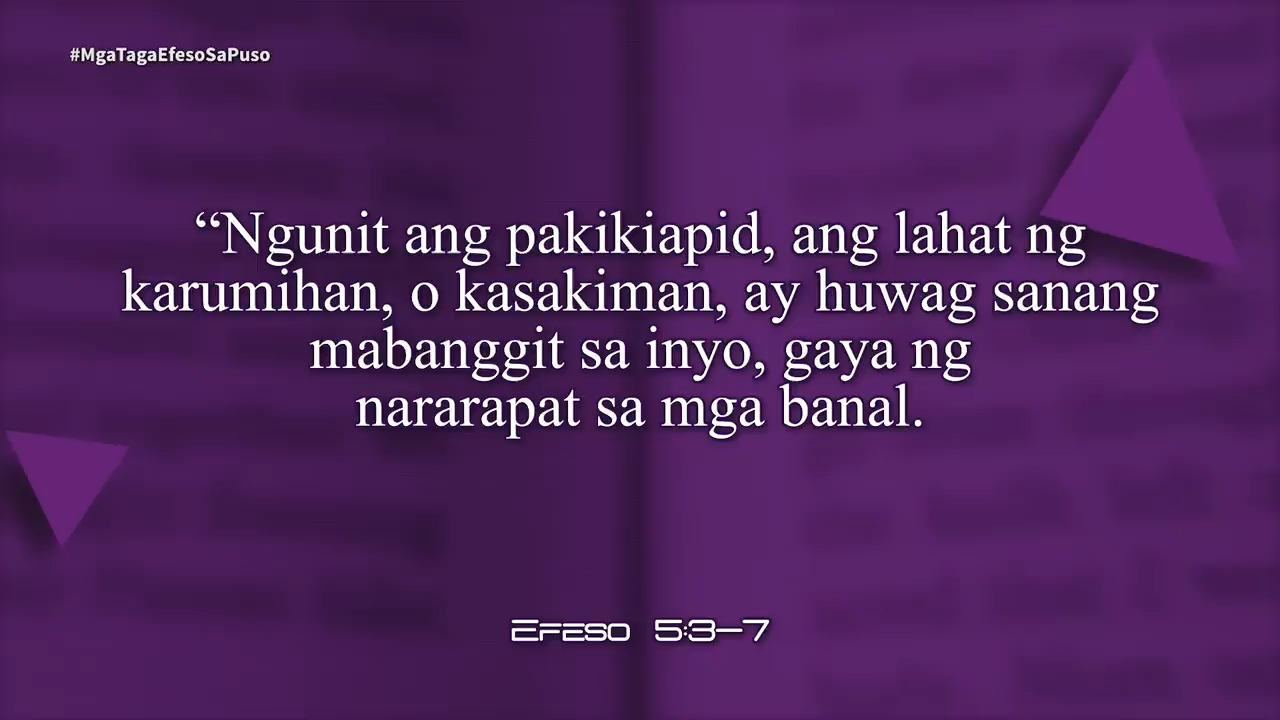 #MgaTagaEfesoSaPuso
“Ngunit ang pakikiapid, ang lahat ng
karumihan, o kasakiman, ay huwag sanang
mabanggit sa inyo, gaya ng
nararapat sa mga banal.
Efeso 5:3-7